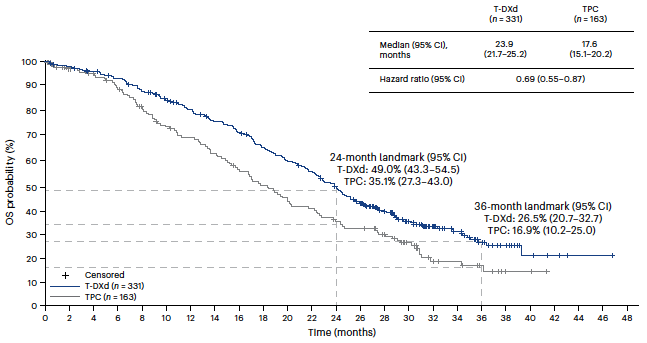 T-DXd TPC
(n = 331) (n = 163)
Median (95% CI), 23.9 17.6
months (21.7–25.2) (15.1–20.2)
Hazard ratio (95% CI) 0.69 (0.55–0.87)
OS probability (%)
100
90
80
70
60
50
40
30
20
10
0
24-month landmark (95% CI)
T-DXd: 49.0% (43.3–54.5)
TPC: 35.1% (27.3–43.0)
36-month landmark (95% CI)
T-DXd: 26.5% (20.7–32.7)
TPC: 16.9% (10.2–25.0)
Censored
T-DXd (n = 331)
TPC (n = 163)
0 2 4 6 8 10 12 14 16 18 20 22 24 26 28 30 32 34 36 38 40 42 44 46 48
Time (months)